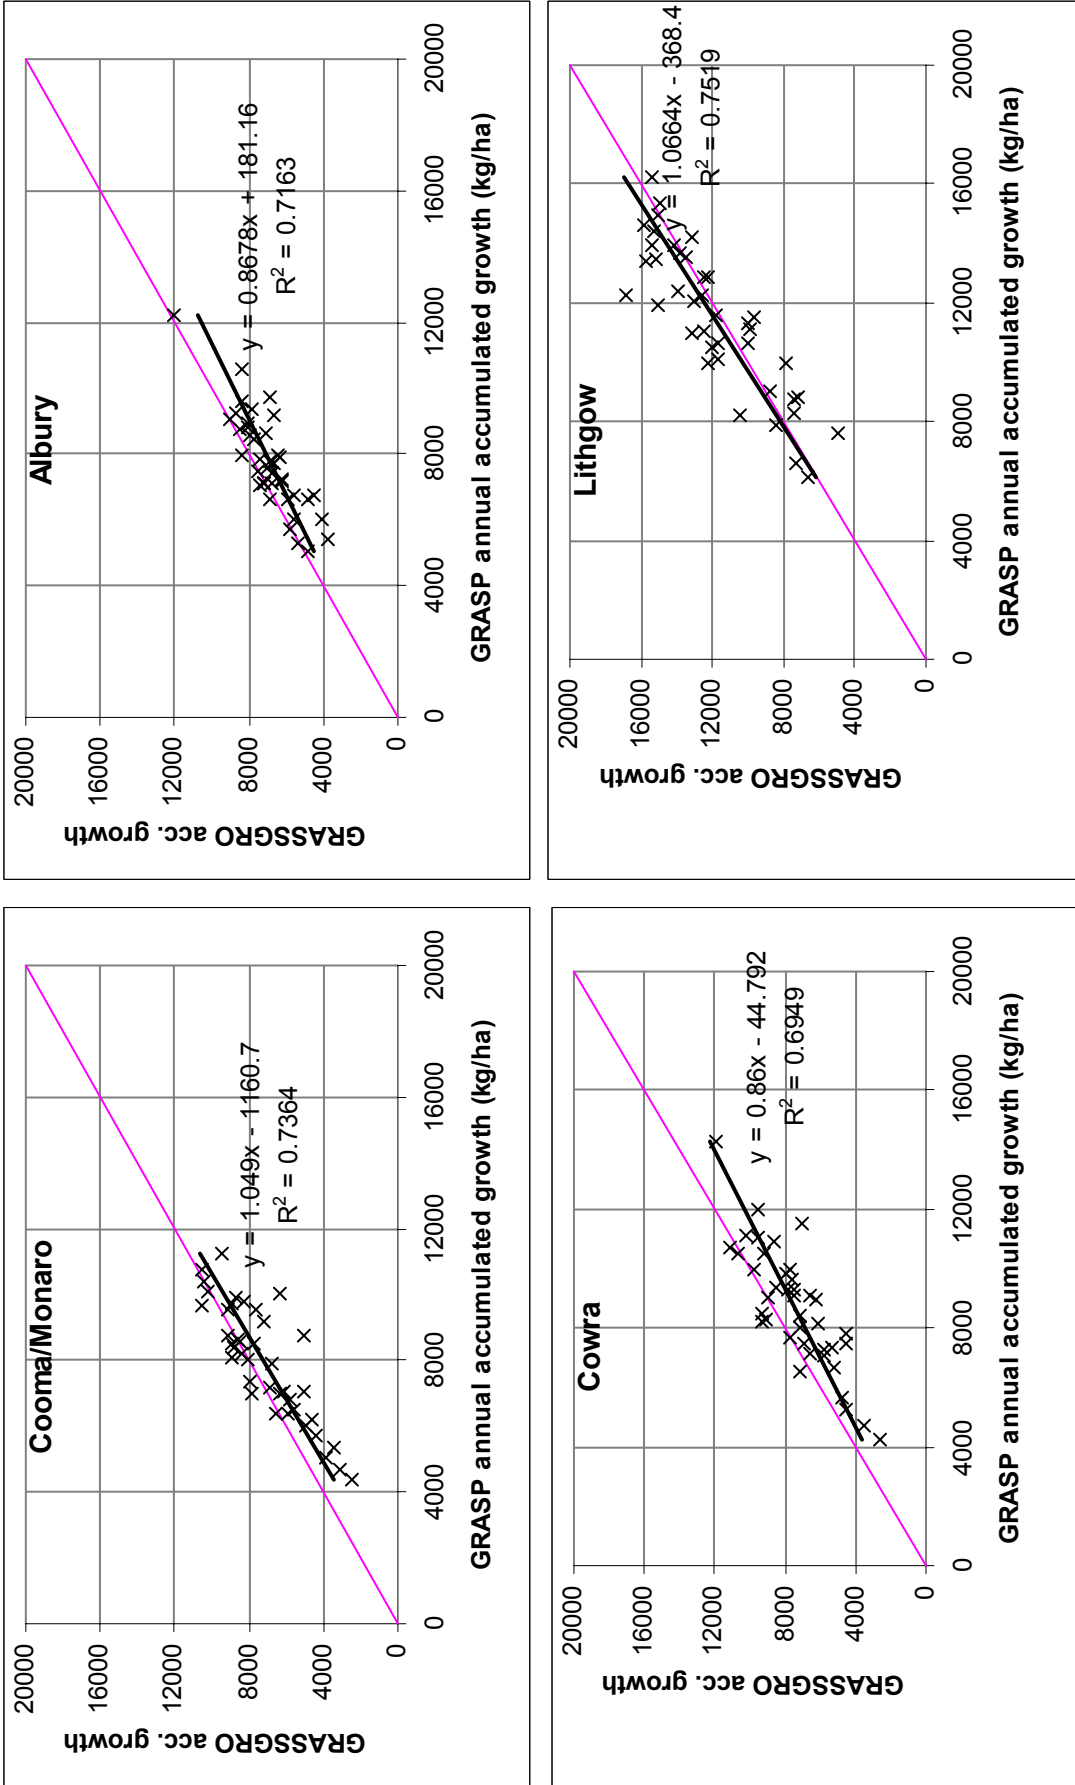 Cooma/Monaro
20000
16000
12000
8000
4000
0
GRASSGRO acc. growth
y = 1.049x - 1160.7
R² = 0.7364
0
4000
8000
12000
16000
20000
GRASP annual accumulated growth (kg/ha)
Albury
20000
16000
12000
8000
4000
0
GRASSGRO acc. growth
y = 0.8678x + 181.16
R² = 0.7163
0
4000
8000
12000
16000
20000
GRASP annual accumulated growth (kg/ha)
Cowra
20000
16000
12000
8000
4000
0
GRASSGRO acc. growth
y = 0.86x - 44.792
R² = 0.6949
0
4000
8000
12000
16000
20000
GRASP annual accumulated growth (kg/ha)
Lithgow
20000
16000
12000
8000
4000
0
GRASSGRO acc. growth
y = 1.0664x - 368.4
R² = 0.7519
0
4000
8000
12000
16000
20000
GRASP annual accumulated growth (kg/ha)